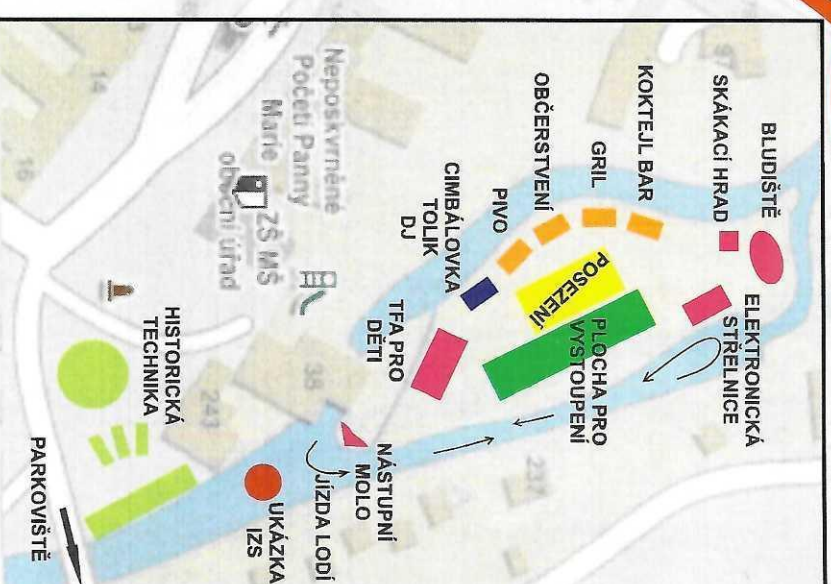 BLUDIŠTĚ
SKÁKACÍ HRAD
KOKTEJL BAR
GRIL
OBČERSTVENÍ
PIVO
CIMBÁLOVKA
TOLIK
DJ
ELEKTRONICKÁ
STŘELNICE
PLOCHA PRO
VYSTOUPENÍ
POSEZENÍ
TFA PRO
DĚTI
NÁSTUPNÍ
MOLO
JÍZDA LODÍ
UKÁZKA
IZS
HISTORICKÁ
TECHNIKA
PARKOVIŠTĚ
Neposkvrněné
Početí Panny
Marie
ZŠ MŠ
obecní úřad
97
14
16
38
243
237